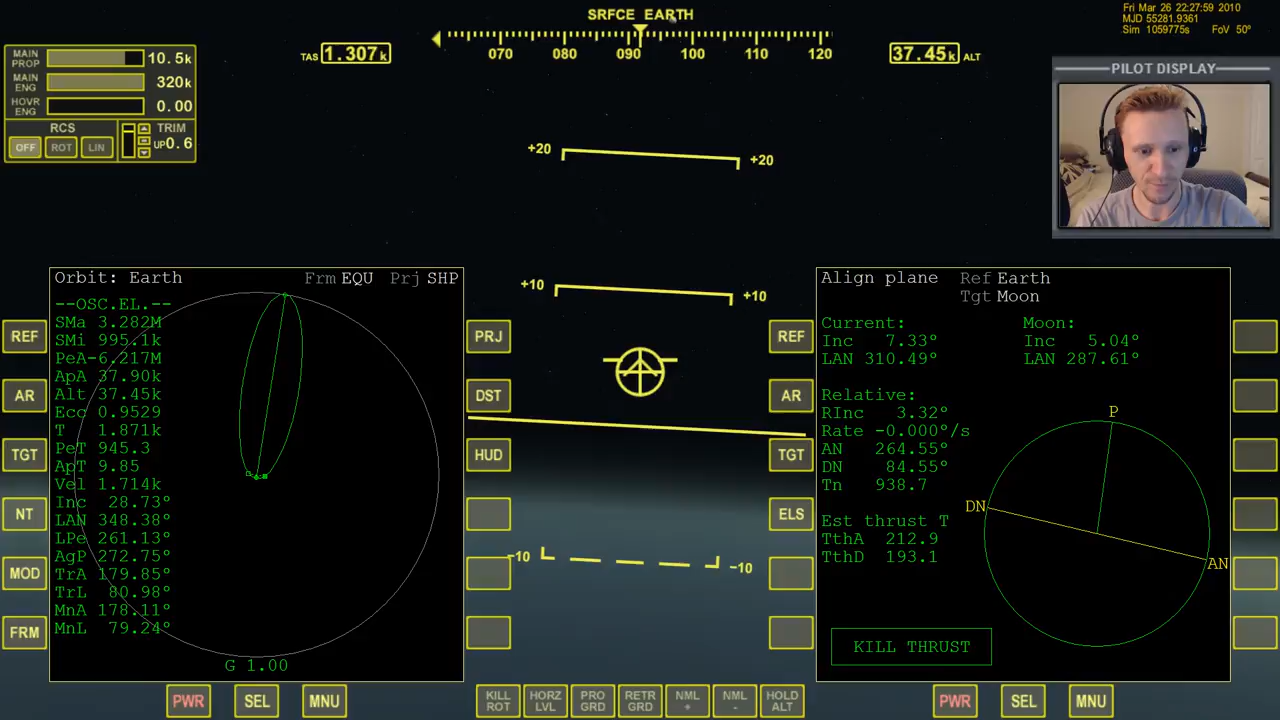 SRFCE EARTH
Fri Mar 26 22:27:59 2010
MJD 55281.9361
Sim 1059775s FoV 50°
MAIN PROP 10.5k
MAIN ENG 320k
HOVR ENG 0.00
RCS
TRIM
UP 0.6
OFF ROT LIN
TAS 1.307k
070 080 090 100 110 120
37.45k ALT
PILOT DISPLAY
+20 +20
+10 +10
-10 -10
Orbit: Earth Frm EQU Prj SHP
--OSC.EL.--
SMa 3.282M
SMi 995.1k
PeA-6.217M
ApA 37.90k
Alt 37.45k
Ecc 0.9529
T 1.871k
PeT 945.3
ApT 9.85
Vel 1.714k
Inc 28.73°
LAN 348.38°
LPe 261.13°
AgP 272.75°
TrA 179.85°
TrL 80.98°
MnA 178.11°
MnL 79.24°
G 1.00
REF
AR
TGT
NT
MOD
FRM
PRJ
DST
HUD
PWR SEL MNU
KILL ROT
HORZ LVL
PRO GRD
RETR GRD
NML +
NML -
HOLD ALT
REF
AR
TGT
ELS
Align plane Ref Earth
Tgt Moon
Current: Moon:
Inc 7.33° Inc 5.04°
LAN 310.49° LAN 287.61°
Relative:
RInc 3.32°
Rate -0.000°/s
AN 264.55°
DN 84.55°
Tn 938.7
Est thrust T
TthA 212.9
TthD 193.1
P
DN
AN
KILL THRUST
PWR SEL MNU